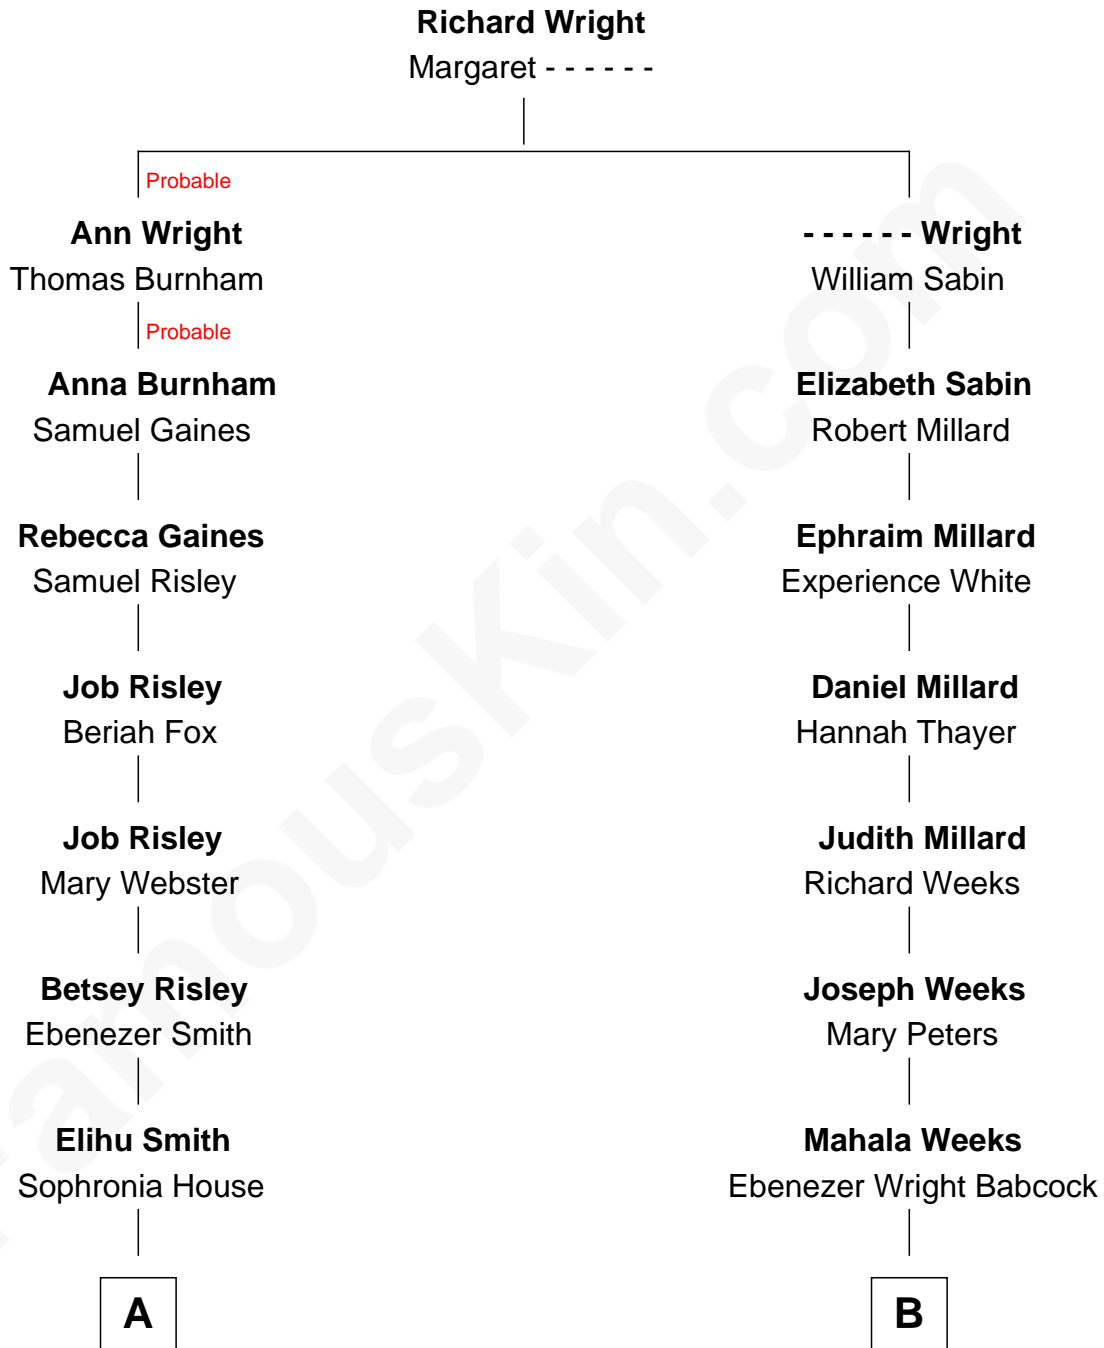 Richard Wright
Margaret - - - - - -
Probable
Ann Wright
Thomas Burnham
Probable
Anna Burnham
Samuel Gaines
Rebecca Gaines
Samuel Risley
Job Risley
Beriah Fox
Job Risley
Mary Webster
Betsey Risley
Ebenezer Smith
Elihu Smith
Sophronia House
A
- - - - - - Wright
William Sabin
Elizabeth Sabin
Robert Millard
Ephraim Millard
Experience White
Daniel Millard
Hannah Thayer
Judith Millard
Richard Weeks
Joseph Weeks
Mary Peters
Mahala Weeks
Ebenezer Wright Babcock
B
FamousKin.com